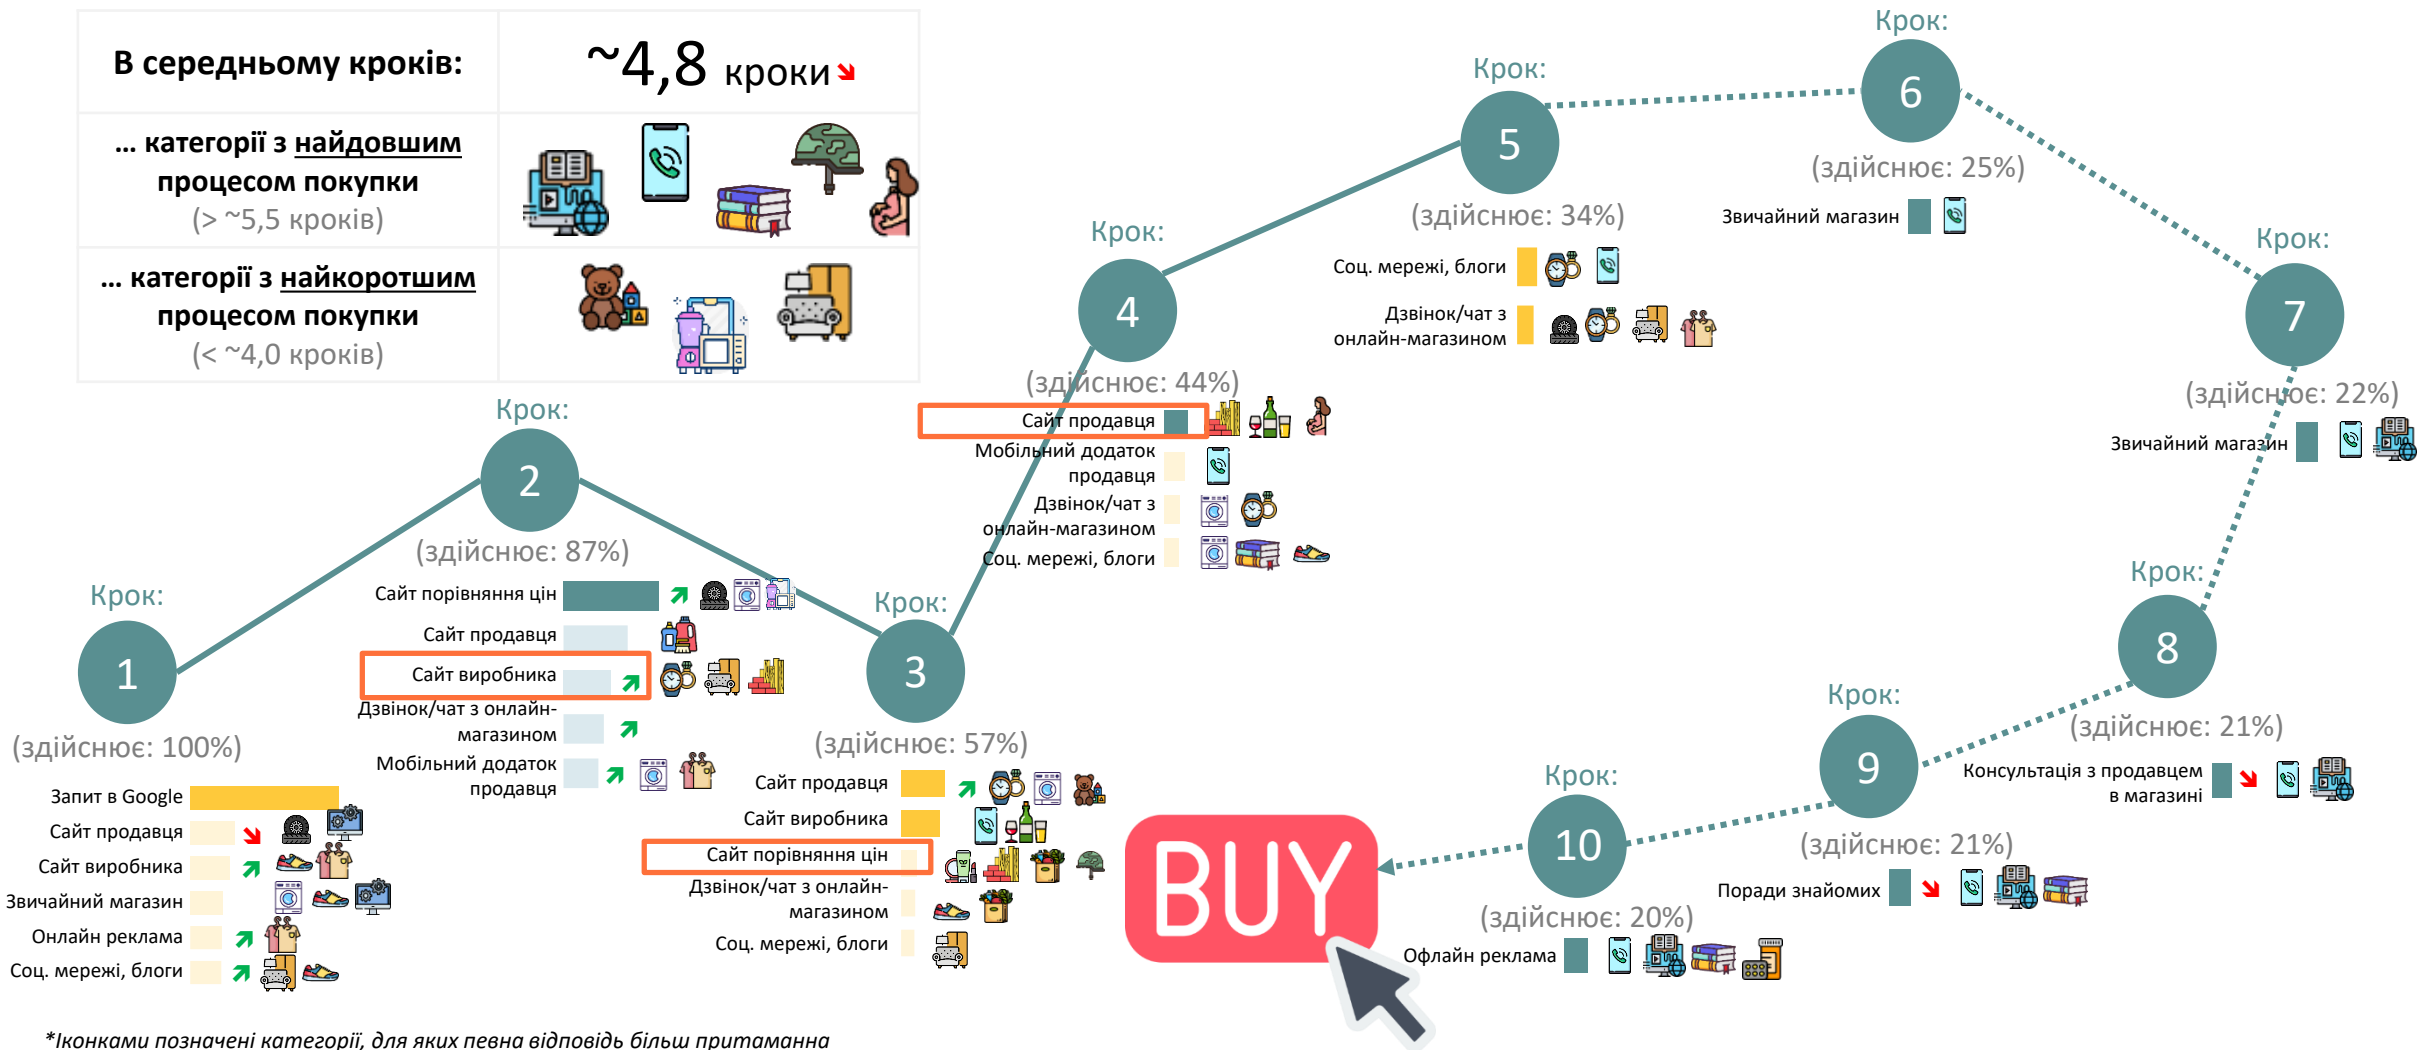 В середньому кроків:
~4,8 кроки
... категорії з найдовшим
процесом покупки
(> ~5,5 кроків)
... категорії з найкоротшим
процесом покупки
(< ~4,0 кроків)
Крок:
1
(здійснює: 100%)
Запит в Google
Сайт продавця
Сайт виробника
Звичайний магазин
Онлайн реклама
Соц. мережі, блоги
Крок:
2
(здійснює: 87%)
Сайт порівняння цін
Сайт продавця
Сайт виробника
Дзвінок/чат з онлайн-
магазином
Мобільний додаток
продавця
Крок:
3
(здійснює: 57%)
Сайт продавця
Сайт виробника
Сайт порівняння цін
Дзвінок/чат з онлайн-
магазином
Соц. мережі, блоги
Крок:
4
(здійснює: 44%)
Сайт продавця
Мобільний додаток
продавця
Дзвінок/чат з
онлайн-магазином
Соц. мережі, блоги
Крок:
5
(здійснює: 34%)
Соц. мережі, блоги
Дзвінок/чат з
онлайн-магазином
Крок:
6
(здійснює: 25%)
Звичайний магазин
Крок:
7
(здійснює: 22%)
Звичайний магазин
Крок:
8
(здійснює: 21%)
Консультація з продавцем
в магазині
Крок:
9
(здійснює: 21%)
Поради знайомих
Крок:
10
(здійснює: 20%)
Офлайн реклама
BUY
*Іконками позначені категорії, для яких певна відповідь більш притаманна